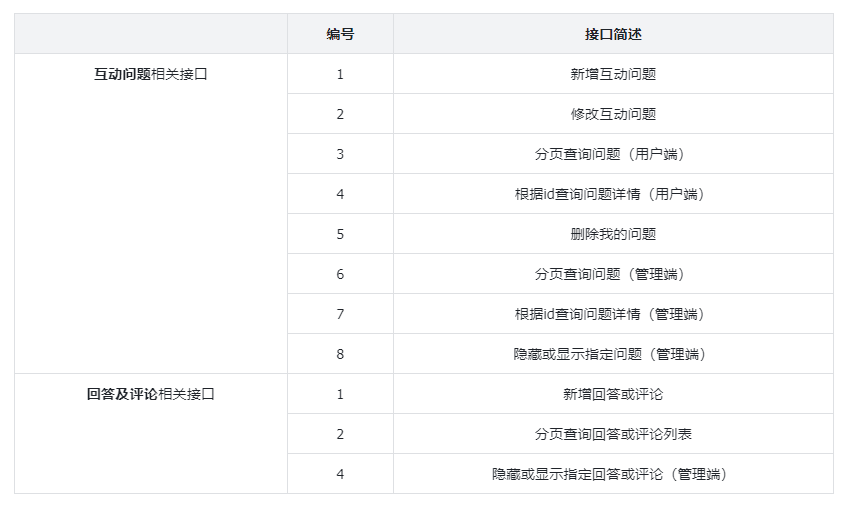 编号 接口简述
互动问题相关接口 1 新增互动问题
2 修改互动问题
3 分页查询问题（用户端）
4 根据id查询问题详情（用户端）
5 删除我的问题
6 分页查询问题（管理端）
7 根据id查询问题详情（管理端）
8 隐藏或显示指定问题（管理端）
回答及评论相关接口 1 新增回答或评论
2 分页查询回答或评论列表
4 隐藏或显示指定回答或评论（管理端）